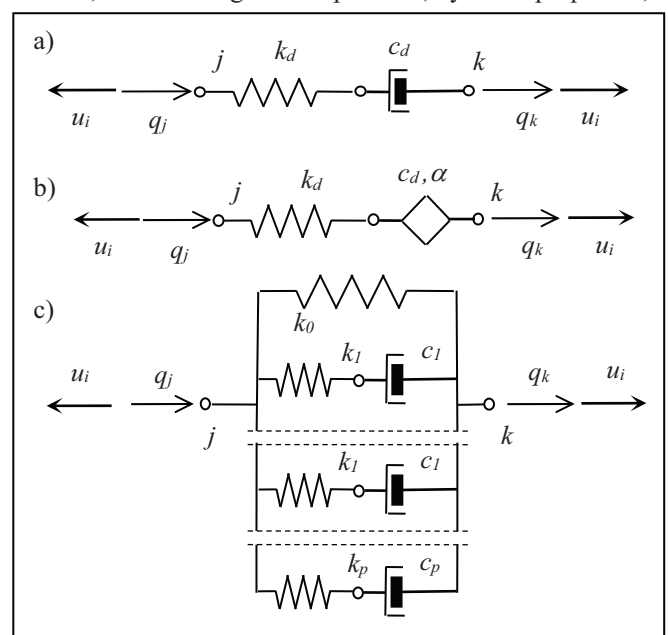 a)
j k_d c_d k
u_i q_j q_k u_i
b)
j k_d c_d, α k
u_i q_j q_k u_i
c)
k_0
k_1 c_1
u_i q_j q_k u_i
j k
k_1 c_1
k_p c_p